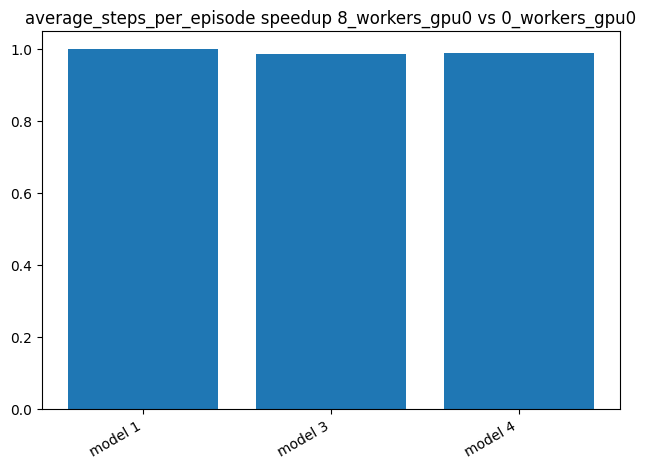 average_steps_per_episode speedup 8_workers_gpu0 vs 0_workers_gpu0
1.0
0.8
0.6
0.4
0.2
0.0
model 1
model 3
model 4